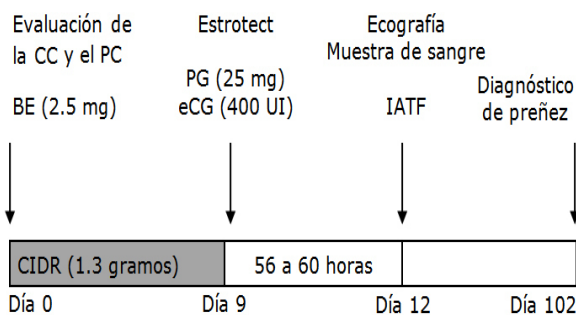 Evaluación de
la CC y el PC
BE (2.5 mg)
Estrotect
PG (25 mg)
eCG (400 UI)
Ecografía
Muestra de sangre
IATF
Diagnóstico
de preñez
CIDR (1.3 gramos)
56 a 60 horas
Día 0
Día 9
Día 12
Día 102